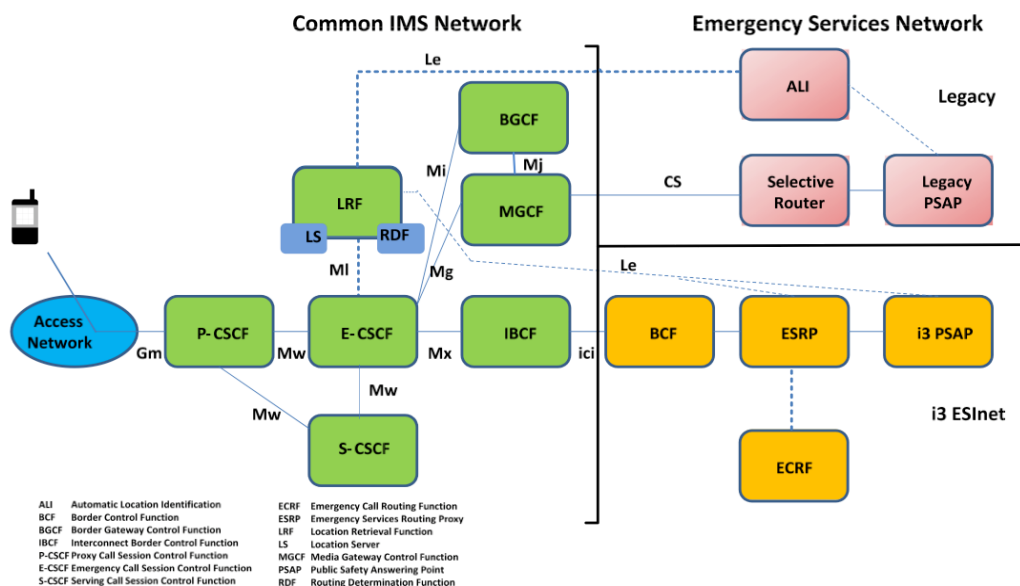 Common IMS Network
Emergency Services Network
Le
ALI
Legacy
BGCF
Mi
Mj
CS
LRF
LS
RDF
MGCF
Selective
Router
Legacy
PSAP
Ml
Mg
Le
Access
Network
Gm
P- CSCF
Mw
E- CSCF
Mx
IBCF
ici
BCF
ESRP
i3 PSAP
Mw
Mw
S- CSCF
i3 ESInet
ECRF
ALI Automatic Location Identification
BCF Border Control Function
BGCF Border Gateway Control Function
IBCF Interconnect Border Control Function
P-CSCF Proxy Call Session Control Function
E-CSCF Emergency Call Session Control Function
S-CSCF Serving Call Session Control Function
ECRF Emergency Call Routing Function
ESRP Emergency Services Routing Proxy
LRF Location Retrieval Function
LS Location Server
MGCF Media Gateway Control Function
PSAP Public Safety Answering Point
RDF Routing Determination Function